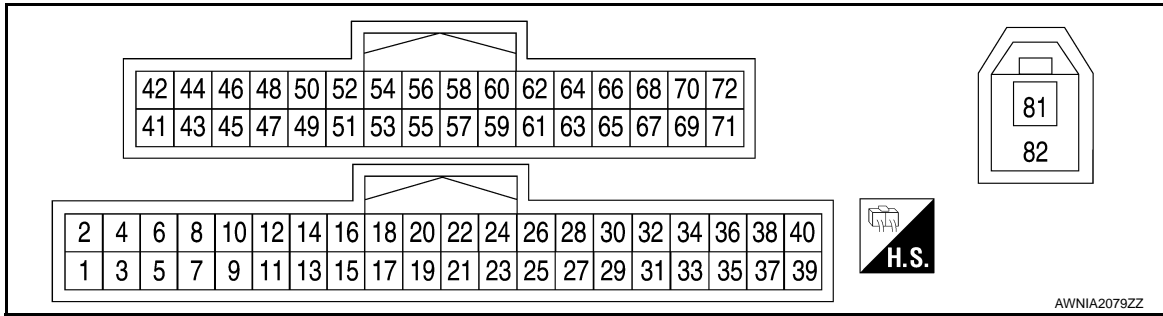 42 44 46 48 50 52 54 56 58 60 62 64 66 68 70 72
41 43 45 47 49 51 53 55 57 59 61 63 65 67 69 71
81
82
2 4 6 8 10 12 14 16 18 20 22 24 26 28 30 32 34 36 38 40
1 3 5 7 9 11 13 15 17 19 21 23 25 27 29 31 33 35 37 39
H.S.
AWNIA2079ZZ